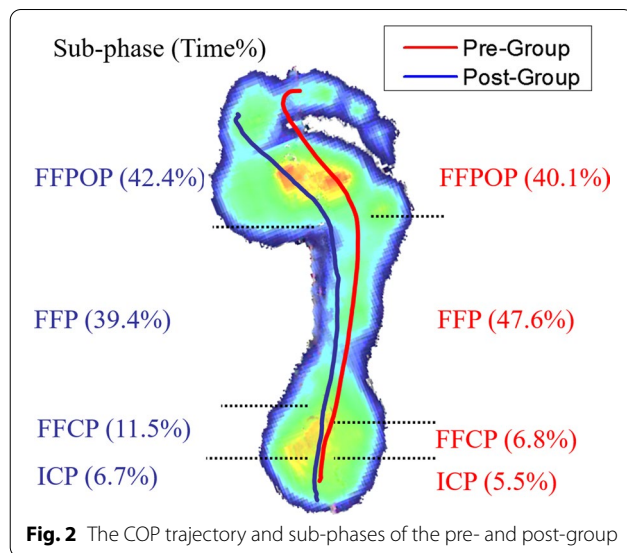 Sub-phase (Time%)
Pre-Group
Post-Group
FFPOP (42.4%)
FFPOP (40.1%)
FFP (39.4%)
FFP (47.6%)
FFCP (11.5%)
FFCP (6.8%)
ICP (6.7%)
ICP (5.5%)
Fig. 2 The COP trajectory and sub-phases of the pre- and post-group